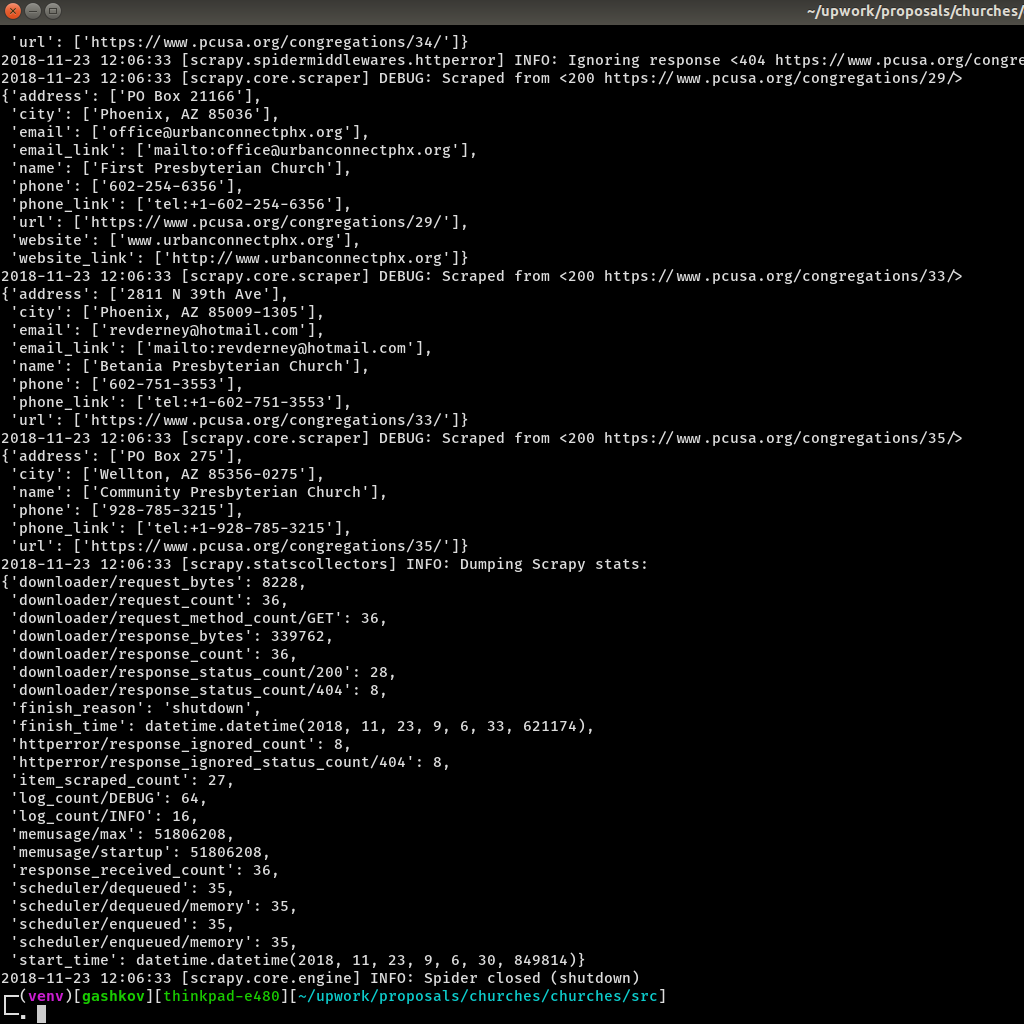 ~/upwork/proposals/churches/
'url': ['https://www.pcusa.org/congregations/34/']}
2018-11-23 12:06:33 [scrapy.spidermiddlewares.httperror] INFO: Ignoring response <404 https://www.pcusa.org/congre
2018-11-23 12:06:33 [scrapy.core.scraper] DEBUG: Scraped from <200 https://www.pcusa.org/congregations/29/>
{'address': ['PO Box 21166'],
'city': ['Phoenix, AZ 85036'],
'email': ['office@urbanconnectphx.org'],
'email_link': ['mailto:office@urbanconnectphx.org'],
'name': ['First Presbyterian Church'],
'phone': ['602-254-6356'],
'phone_link': ['tel:+1-602-254-6356'],
'url': ['https://www.pcusa.org/congregations/29/'],
'website': ['www.urbanconnectphx.org'],
'website_link': ['http://www.urbanconnectphx.org']}
2018-11-23 12:06:33 [scrapy.core.scraper] DEBUG: Scraped from <200 https://www.pcusa.org/congregations/33/>
{'address': ['2811 N 39th Ave'],
'city': ['Phoenix, AZ 85009-1305'],
'email': ['revderney@hotmail.com'],
'email_link': ['mailto:revderney@hotmail.com'],
'name': ['Betania Presbyterian Church'],
'phone': ['602-751-3553'],
'phone_link': ['tel:+1-602-751-3553'],
'url': ['https://www.pcusa.org/congregations/33/']}
2018-11-23 12:06:33 [scrapy.core.scraper] DEBUG: Scraped from <200 https://www.pcusa.org/congregations/35/>
{'address': ['PO Box 275'],
'city': ['Wellton, AZ 85356-0275'],
'name': ['Community Presbyterian Church'],
'phone': ['928-785-3215'],
'phone_link': ['tel:+1-928-785-3215'],
'url': ['https://www.pcusa.org/congregations/35/']}
2018-11-23 12:06:33 [scrapy.statscollectors] INFO: Dumping Scrapy stats:
{'downloader/request_bytes': 8228,
'downloader/request_count': 36,
'downloader/request_method_count/GET': 36,
'downloader/response_bytes': 339762,
'downloader/response_count': 36,
'downloader/response_status_count/200': 28,
'downloader/response_status_count/404': 8,
'finish_reason': 'shutdown',
'finish_time': datetime.datetime(2018, 11, 23, 9, 6, 33, 621174),
'httperror/response_ignored_count': 8,
'httperror/response_ignored_status_count/404': 8,
'item_scraped_count': 27,
'log_count/DEBUG': 64,
'log_count/INFO': 16,
'memusage/max': 51806208,
'memusage/startup': 51806208,
'response_received_count': 36,
'scheduler/dequeued': 35,
'scheduler/dequeued/memory': 35,
'scheduler/enqueued': 35,
'scheduler/enqueued/memory': 35,
'start_time': datetime.datetime(2018, 11, 23, 9, 6, 30, 849814)}
2018-11-23 12:06:33 [scrapy.core.engine] INFO: Spider closed (shutdown)
(venv)[gashkov][thinkpad-e480][~/upwork/proposals/churches/churches/src]